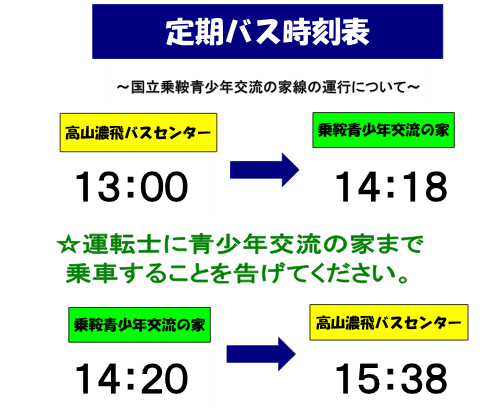 定期バス時刻表
～国立乗鞍青少年交流の家線の運行について～
高山濃飛バスセンター
乗鞍青少年交流の家
13:00
14:18
☆運転士に青少年交流の家まで
乗車することを告げてください。
乗鞍青少年交流の家
高山濃飛バスセンター
14:20
15:38